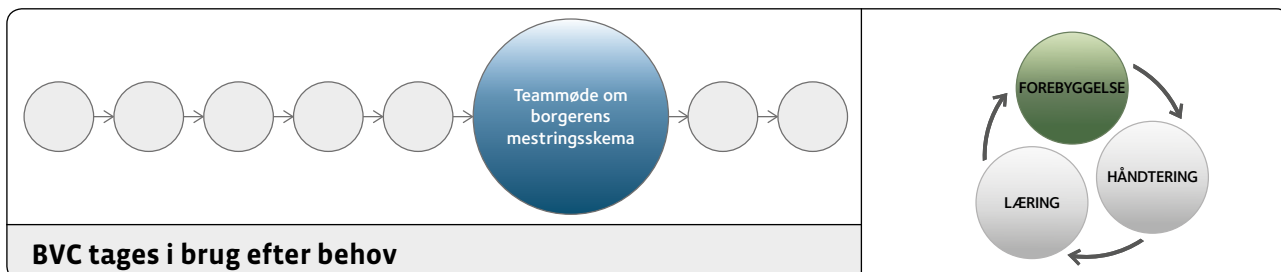 Teammøde om
borgerens
mestringsskema
BVC tages i brug efter behov
FOREBYGGELSE
HÅNDTERING
LÆRING